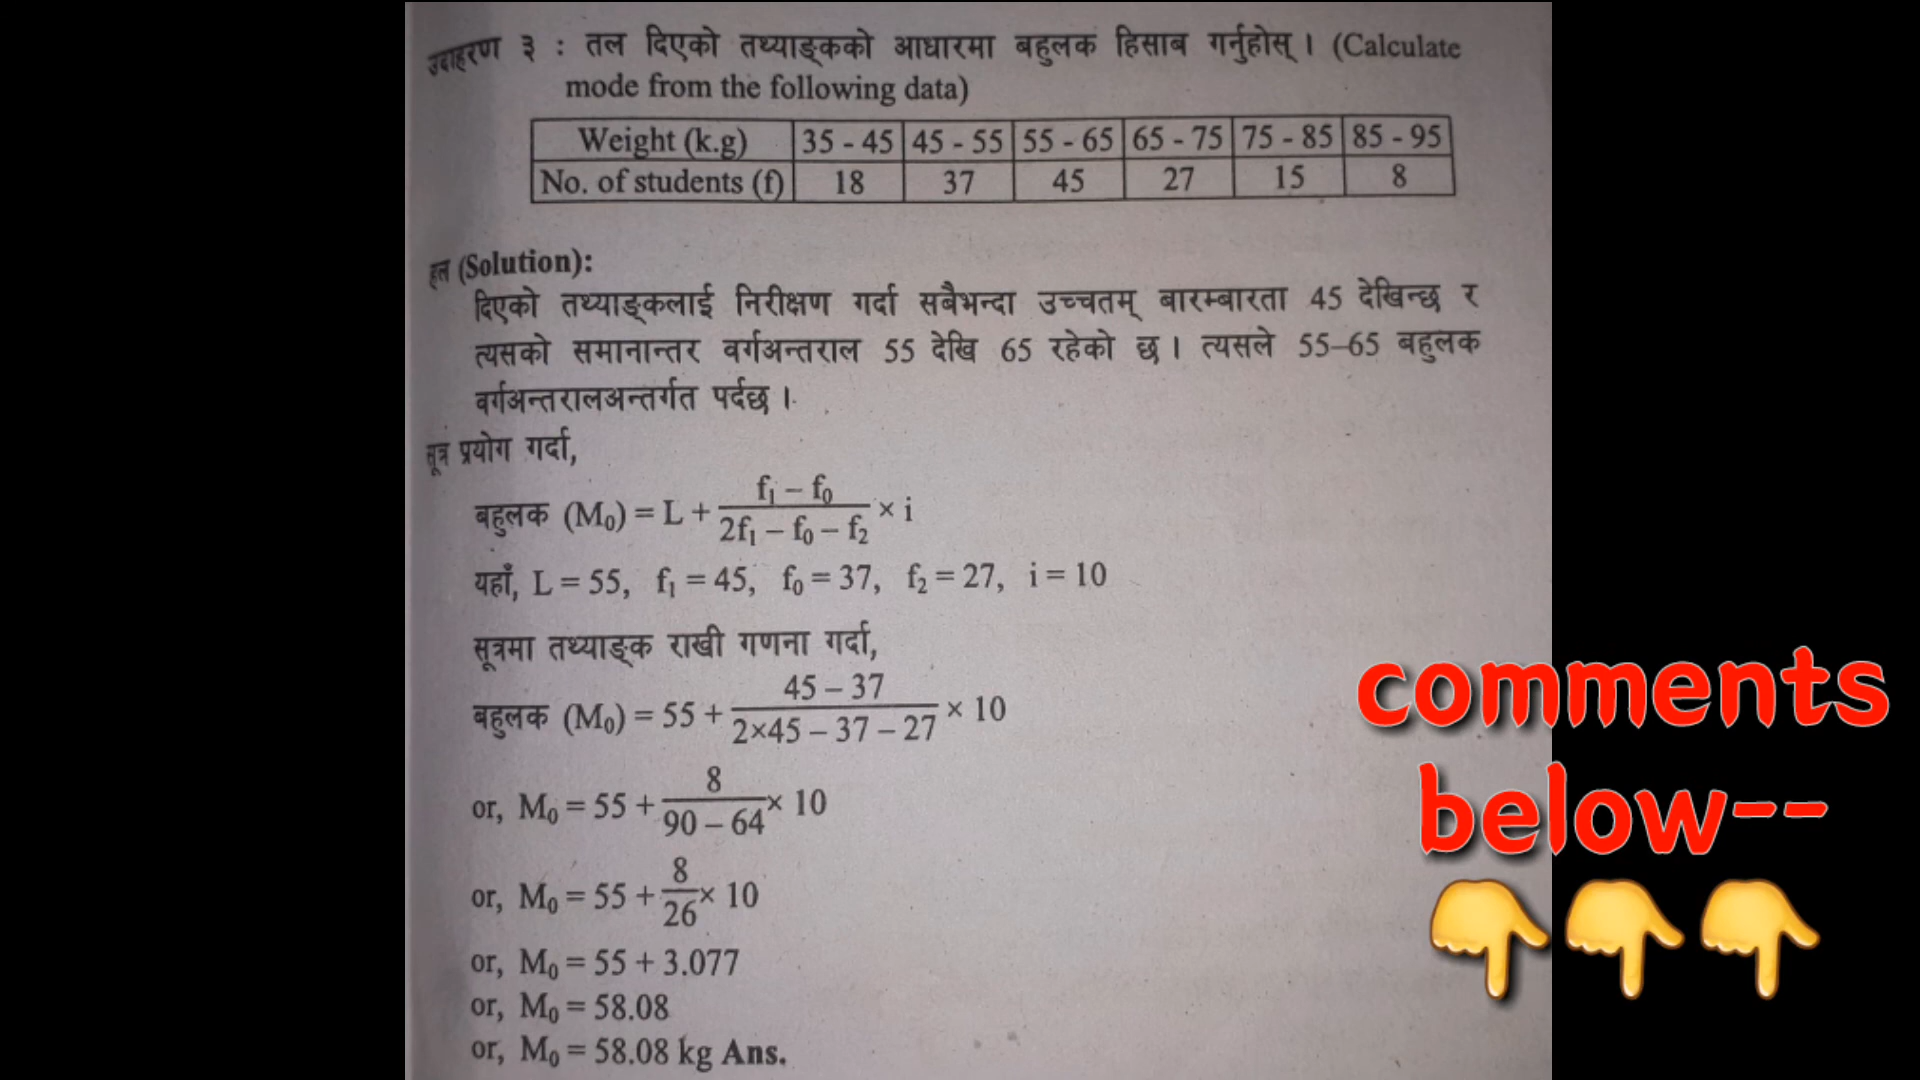 उदाहरण ३ : तल दिएको तथ्याङ्कको आधारमा बहुलक हिसाब गर्नुहोस् । (Calculate
mode from the following data)
Weight (k.g) 35 - 45 45 - 55 55 - 65 65 - 75 75 - 85 85 - 95
No. of students (f) 18 37 45 27 15 8
हल (Solution):
दिएको तथ्याङ्कलाई निरीक्षण गर्दा सबैभन्दा उच्चतम् बारम्बारता 45 देखिन्छ र
त्यसको समानान्तर वर्गअन्तराल 55 देखि 65 रहेको छ । त्यसले 55–65 बहुलक
वर्गअन्तरालअन्तर्गत पर्दछ ।
सूत्र प्रयोग गर्दा,
बहुलक (M₀) = L + (f₁ – f₀)/(2f₁ – f₀ – f₂) × i
यहाँ, L = 55, f₁ = 45, f₀ = 37, f₂ = 27, i = 10
सूत्रमा तथ्याङ्क राखी गणना गर्दा,
बहुलक (M₀) = 55 + (45 – 37)/(2×45 – 37 – 27) × 10
or, M₀ = 55 + 8/(90 – 64) × 10
or, M₀ = 55 + 8/26 × 10
or, M₀ = 55 + 3.077
or, M₀ = 58.08
or, M₀ = 58.08 kg Ans.
comments
below--